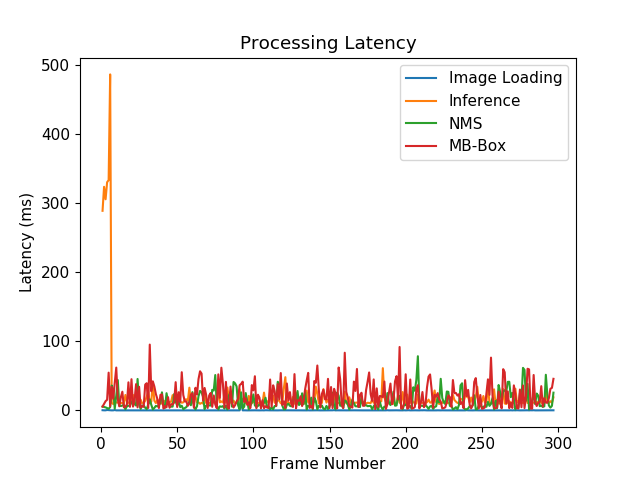 Processing Latency
500
400
300
200
100
0
Latency (ms)
Image Loading
Inference
NMS
MB-Box
0 50 100 150 200 250 300
Frame Number